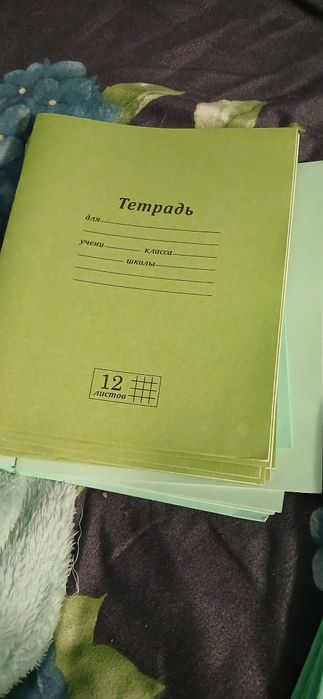 Тетрадь
для
учени класса
школы
12
листов